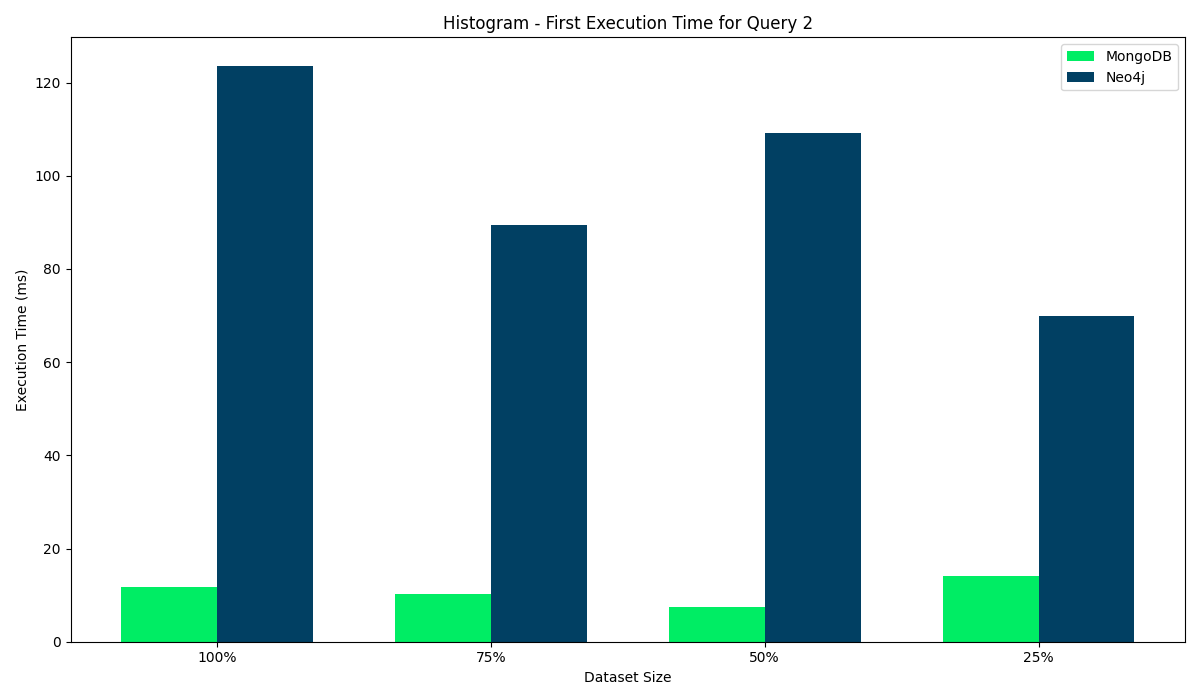 Histogram - First Execution Time for Query 2
MongoDB
Neo4j
Execution Time (ms)
120
100
80
60
40
20
0
100%
75%
50%
25%
Dataset Size